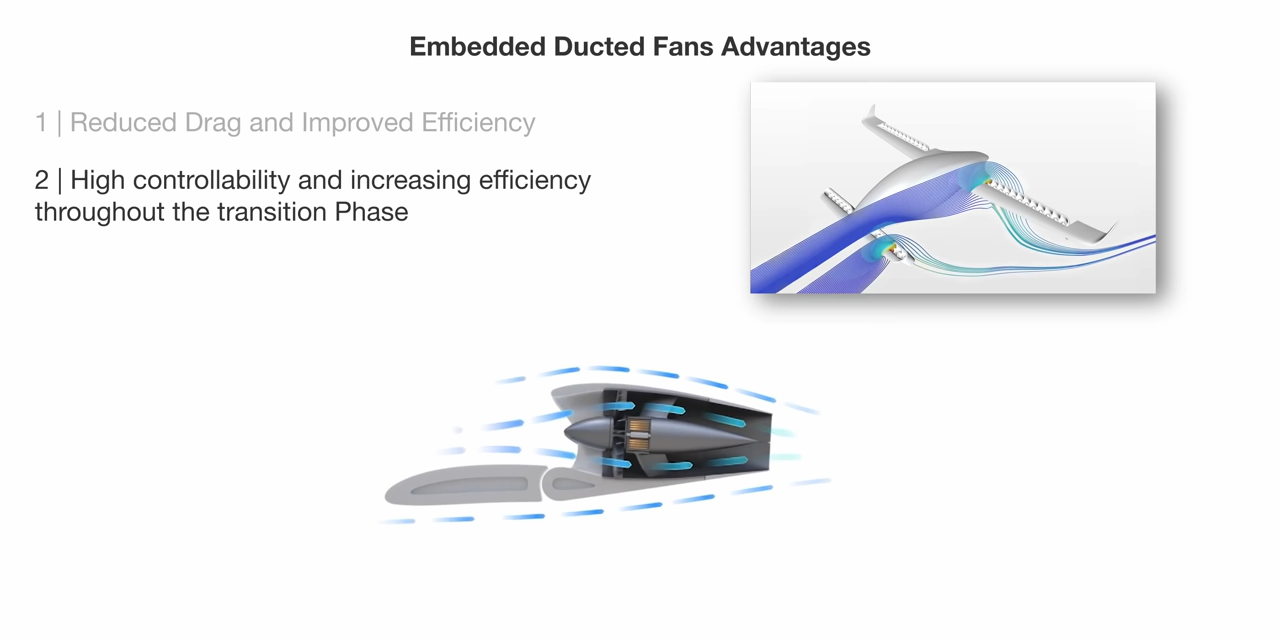 Embedded Ducted Fans Advantages
1 | Reduced Drag and Improved Efficiency
2 | High controllability and increasing efficiency
throughout the transition Phase